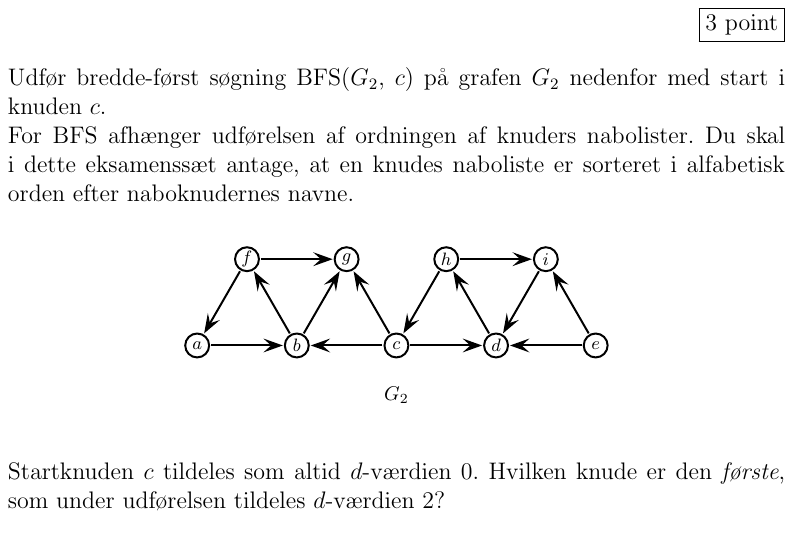 3 point
Udfør bredde-først søgning BFS(G₂, c) på grafen G₂ nedenfor med start i
knuden c.
For BFS afhænger udførelsen af ordningen af knuders nabolister. Du skal
i dette eksamenssæt antage, at en knudes naboliste er sorteret i alfabetisk
orden efter naboknudernes navne.
f g h i
a b c d e
G₂
Startknuden c tildeles som altid d-værdien 0. Hvilken knude er den første,
som under udførelsen tildeles d-værdien 2?